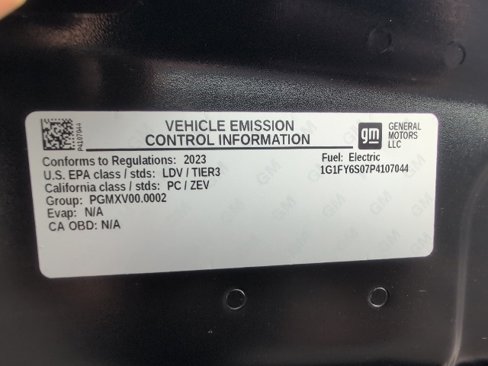 P4107044
VEHICLE EMISSION
CONTROL INFORMATION
gm
GENERAL
MOTORS
LLC
Conforms to Regulations: 2023
U.S. EPA class / stds: LDV / TIER3
California class / stds: PC / ZEV
Group: PGMXV00.0002
Evap: N/A
CA OBD: N/A
Fuel: Electric
1G1FY6S07P4107044